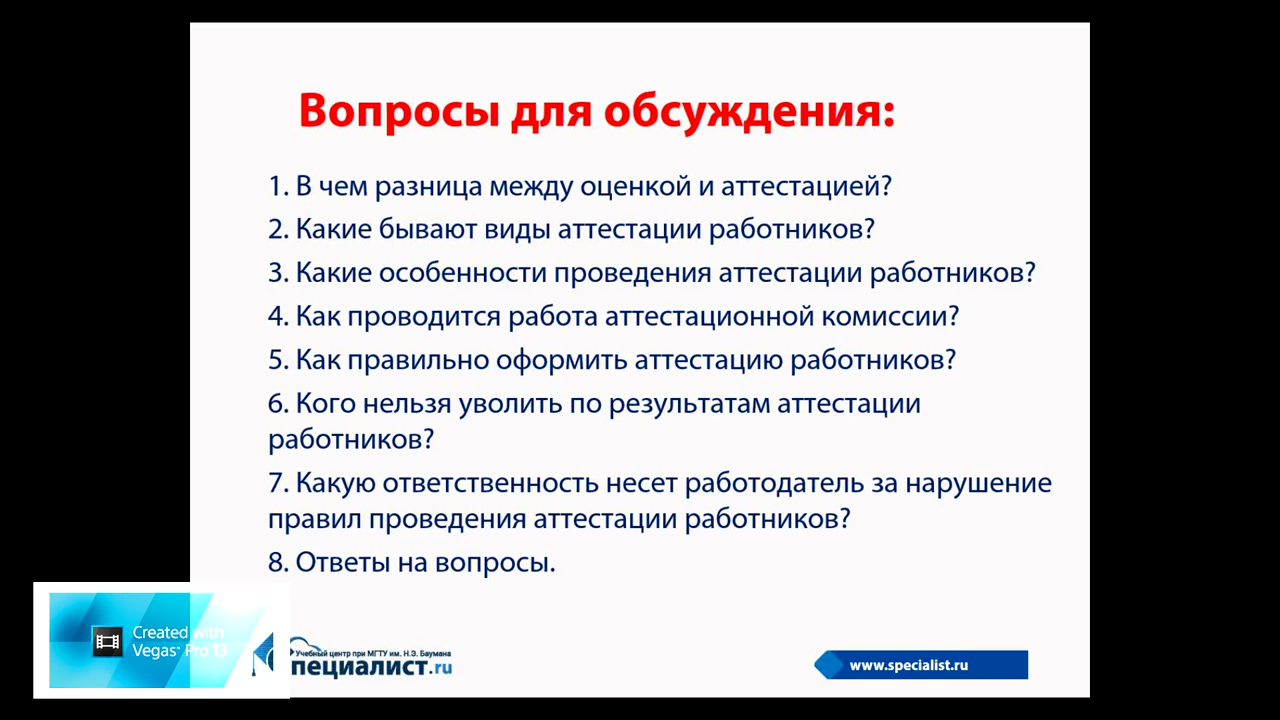 Вопросы для обсуждения:
1. В чем разница между оценкой и аттестацией?
2. Какие бывают виды аттестации работников?
3. Какие особенности проведения аттестации работников?
4. Как проводится работа аттестационной комиссии?
5. Как правильно оформить аттестацию работников?
6. Кого нельзя уволить по результатам аттестации
работников?
7. Какую ответственность несет работодатель за нарушение
правил проведения аттестации работников?
8. Ответы на вопросы.
Created with
Vegas™ Pro 13
Учебный центр при МГТУ им. Н.Э. Баумана
пециалист.ru
www.specialist.ru